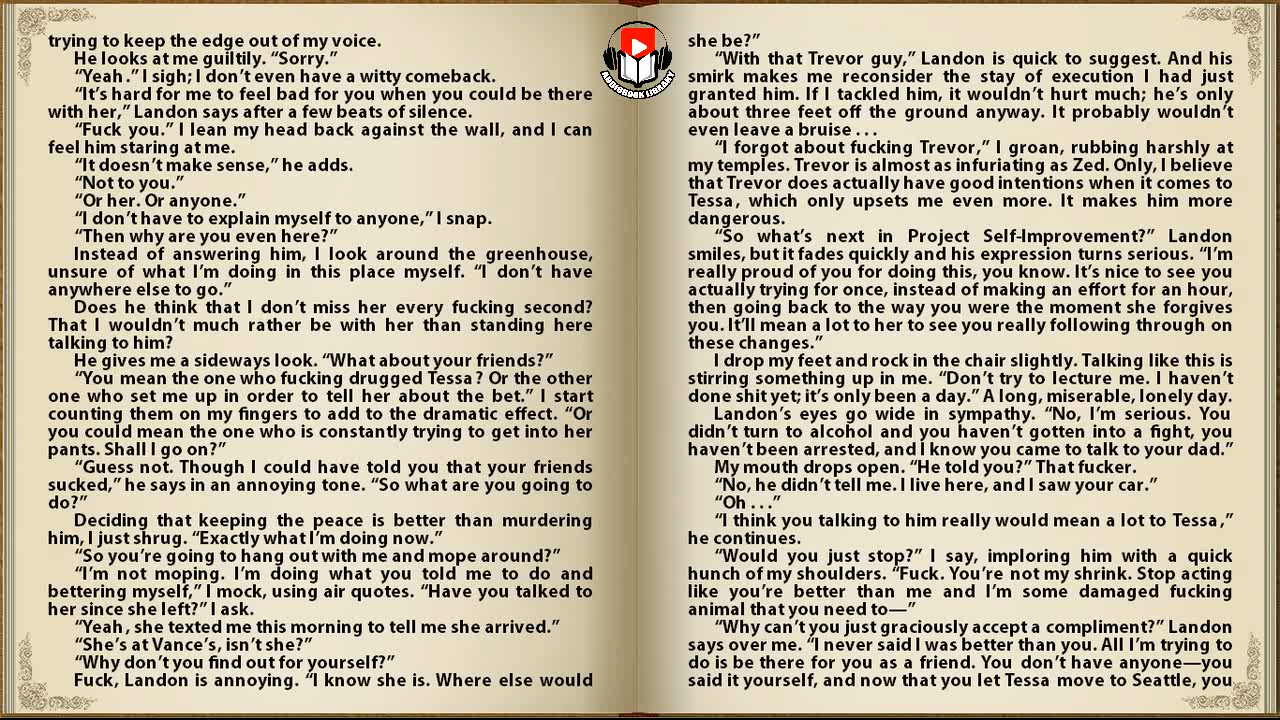 trying to keep the edge out of my voice.
He looks at me guiltily. “Sorry.”
“Yeah.” I sigh; I don’t even have a witty comeback.
“It’s hard for me to feel bad for you when you could be there
with her,” Landon says after a few beats of silence.
“Fuck you.” I lean my head back against the wall, and I can
feel him staring at me.
“It doesn’t make sense,” he adds.
“Not to you.”
“Or her. Or anyone.”
“I don’t have to explain myself to anyone,” I snap.
“Then why are you even here?”
Instead of answering him, I look around the greenhouse,
unsure of what I’m doing in this place myself. “I don’t have
anywhere else to go.”
Does he think that I don’t miss her every fucking second?
That I wouldn’t much rather be with her than standing here
talking to him?
He gives me a sideways look. “What about your friends?”
“You mean the one who fucking drugged Tessa? Or the other
one who set me up in order to tell her about the bet.” I start
counting them on my fingers to add to the dramatic effect. “Or
you could mean the one who is constantly trying to get into her
pants. Shall I go on?”
“Guess not. Though I could have told you that your friends
sucked,” he says in an annoying tone. “So what are you going to
do?”
Deciding that keeping the peace is better than murdering
him, I just shrug. “Exactly what I’m doing now.”
“So you’re going to hang out with me and mope around?”
“I’m not moping. I’m doing what you told me to do and
bettering myself,” I mock, using air quotes. “Have you talked to
her since she left?” I ask.
“Yeah, she texted me this morning to tell me she arrived.”
“She’s at Vance’s, isn’t she?”
“Why don’t you find out for yourself?”
Fuck, Landon is annoying. “I know she is. Where else would
AUDIOBOOK LIBRARY
she be?”
“With that Trevor guy,” Landon is quick to suggest. And his
smirk makes me reconsider the stay of execution I had just
granted him. If I tackled him, it wouldn’t hurt much; he’s only
about three feet off the ground anyway. It probably wouldn’t
even leave a bruise . . .
“I forgot about fucking Trevor,” I groan, rubbing harshly at
my temples. Trevor is almost as infuriating as Zed. Only, I believe
that Trevor does actually have good intentions when it comes to
Tessa, which only upsets me even more. It makes him more
dangerous.
“So what’s next in Project Self-Improvement?” Landon
smiles, but it fades quickly and his expression turns serious. “I’m
really proud of you for doing this, you know. It’s nice to see you
actually trying for once, instead of making an effort for an hour,
then going back to the way you were the moment she forgives
you. It’ll mean a lot to her to see you really following through on
these changes.”
I drop my feet and rock in the chair slightly. Talking like this is
stirring something up in me. “Don’t try to lecture me. I haven’t
done shit yet; it’s only been a day.” A long, miserable, lonely day.
Landon’s eyes go wide in sympathy. “No, I’m serious. You
didn’t turn to alcohol and you haven’t gotten into a fight, you
haven’t been arrested, and I know you came to talk to your dad.”
My mouth drops open. “He told you?” That fucker.
“No, he didn’t tell me. I live here, and I saw your car.”
“Oh . . .”
“I think you talking to him really would mean a lot to Tessa,”
he continues.
“Would you just stop?” I say, imploring him with a quick
hunch of my shoulders. “Fuck. You’re not my shrink. Stop acting
like you’re better than me and I’m some damaged fucking
animal that you need to—”
“Why can’t you just graciously accept a compliment?” Landon
says over me. “I never said I was better than you. All I’m trying to
do is be there for you as a friend. You don’t have anyone—you
said it yourself, and now that you let Tessa move to Seattle, you